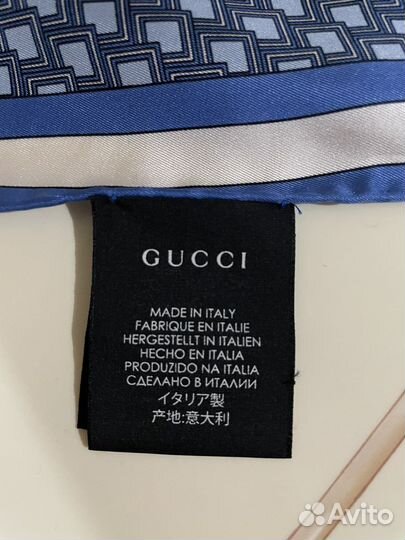 GUCCI
MADE IN ITALY
FABRIQUE EN ITALIE
HERGESTELLT IN ITALIEN
HECHO EN ITALIA
PRODUZIDO NA ITALIA
СДЕЛАНО В ИТАЛИИ
イタリア製
产地:意大利
Avito